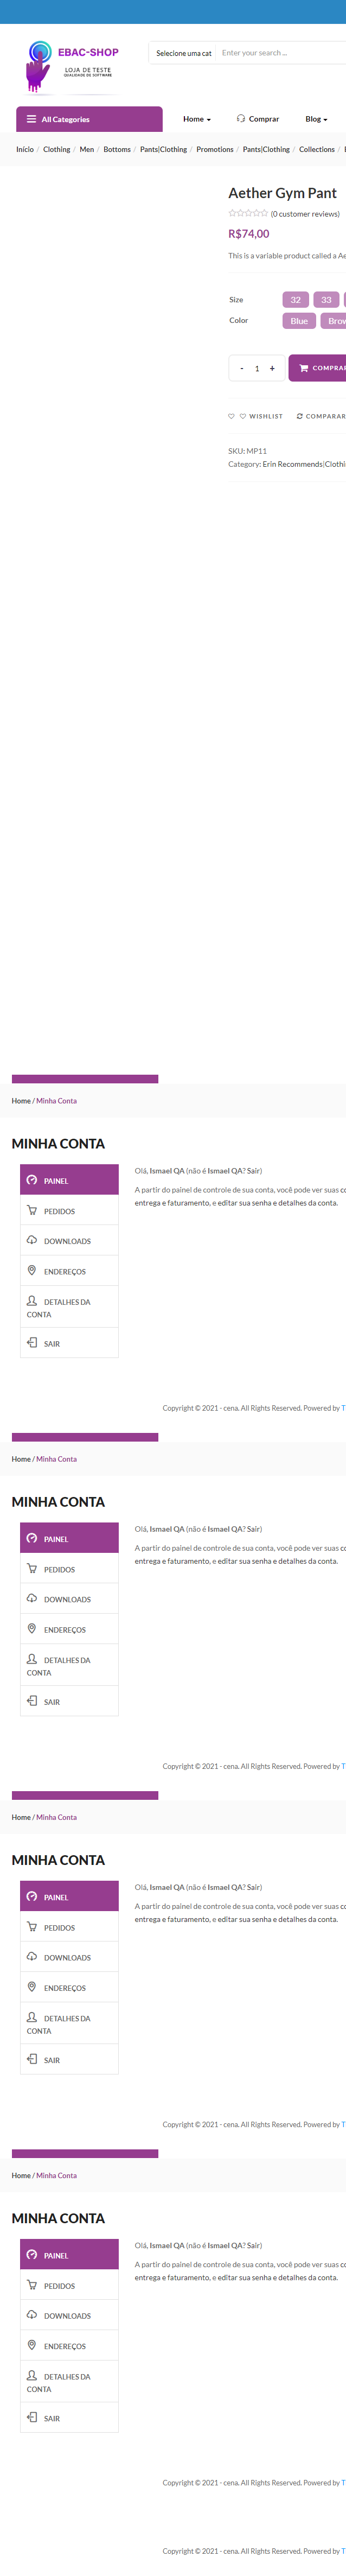 EBAC-SHOP
LOJA DE TESTE
QUALIDADE DE SOFTWARE
Selecione uma cat
Enter your search ...
All Categories
Home
Comprar
Blog
Início / Clothing / Men / Bottoms / Pants|Clothing / Promotions / Pants|Clothing / Collections /
Aether Gym Pant
(0 customer reviews)
R$74,00
This is a variable product called a Ae
Size
32
33
Color
Blue
Brow
- 1 +
COMPRAR
WISHLIST
COMPARAR
SKU: MP11
Category: Erin Recommends|Clothi
Home / Minha Conta
MINHA CONTA
PAINEL
PEDIDOS
DOWNLOADS
ENDEREÇOS
DETALHES DA
CONTA
SAIR
Olá, Ismael QA (não é Ismael QA? Sair)
A partir do painel de controle de sua conta, você pode ver suas co
entrega e faturamento, e editar sua senha e detalhes da conta.
Copyright © 2021 - cena. All Rights Reserved. Powered by T
Home / Minha Conta
MINHA CONTA
PAINEL
PEDIDOS
DOWNLOADS
ENDEREÇOS
DETALHES DA
CONTA
SAIR
Olá, Ismael QA (não é Ismael QA? Sair)
A partir do painel de controle de sua conta, você pode ver suas co
entrega e faturamento, e editar sua senha e detalhes da conta.
Copyright © 2021 - cena. All Rights Reserved. Powered by T
Home / Minha Conta
MINHA CONTA
PAINEL
PEDIDOS
DOWNLOADS
ENDEREÇOS
DETALHES DA
CONTA
SAIR
Olá, Ismael QA (não é Ismael QA? Sair)
A partir do painel de controle de sua conta, você pode ver suas co
entrega e faturamento, e editar sua senha e detalhes da conta.
Copyright © 2021 - cena. All Rights Reserved. Powered by T
Home / Minha Conta
MINHA CONTA
PAINEL
PEDIDOS
DOWNLOADS
ENDEREÇOS
DETALHES DA
CONTA
SAIR
Olá, Ismael QA (não é Ismael QA? Sair)
A partir do painel de controle de sua conta, você pode ver suas co
entrega e faturamento, e editar sua senha e detalhes da conta.
Copyright © 2021 - cena. All Rights Reserved. Powered by T
Copyright © 2021 - cena. All Rights Reserved. Powered by T